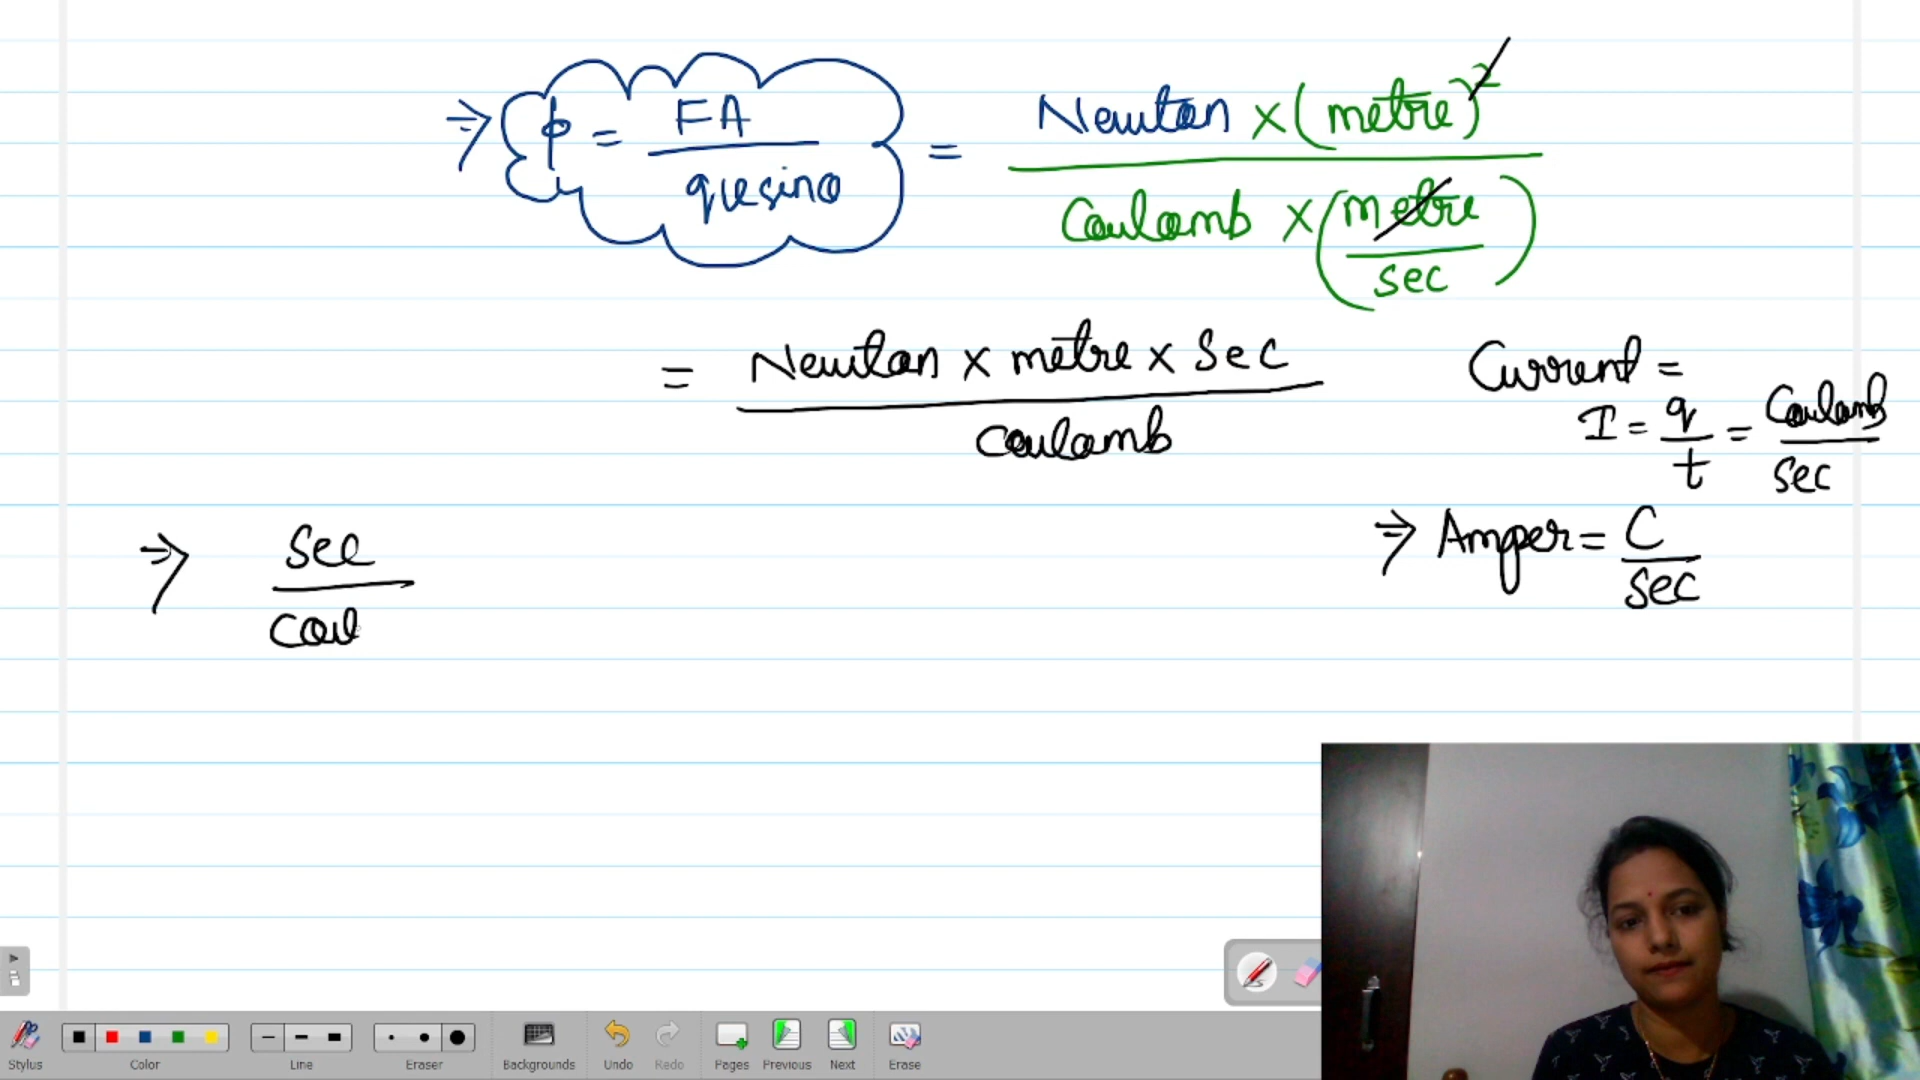 ⇒ ϕ = FA / qvsinθ = Newton × (metre)² / Coulomb × (metre / sec)
= Newton × metre × sec / Coulomb
Current =
I = q / t = Coulomb / sec
⇒ sec / coul
⇒ Amper = C / sec
Stylus Color Line Eraser Backgrounds Undo Redo Pages Previous Next Erase